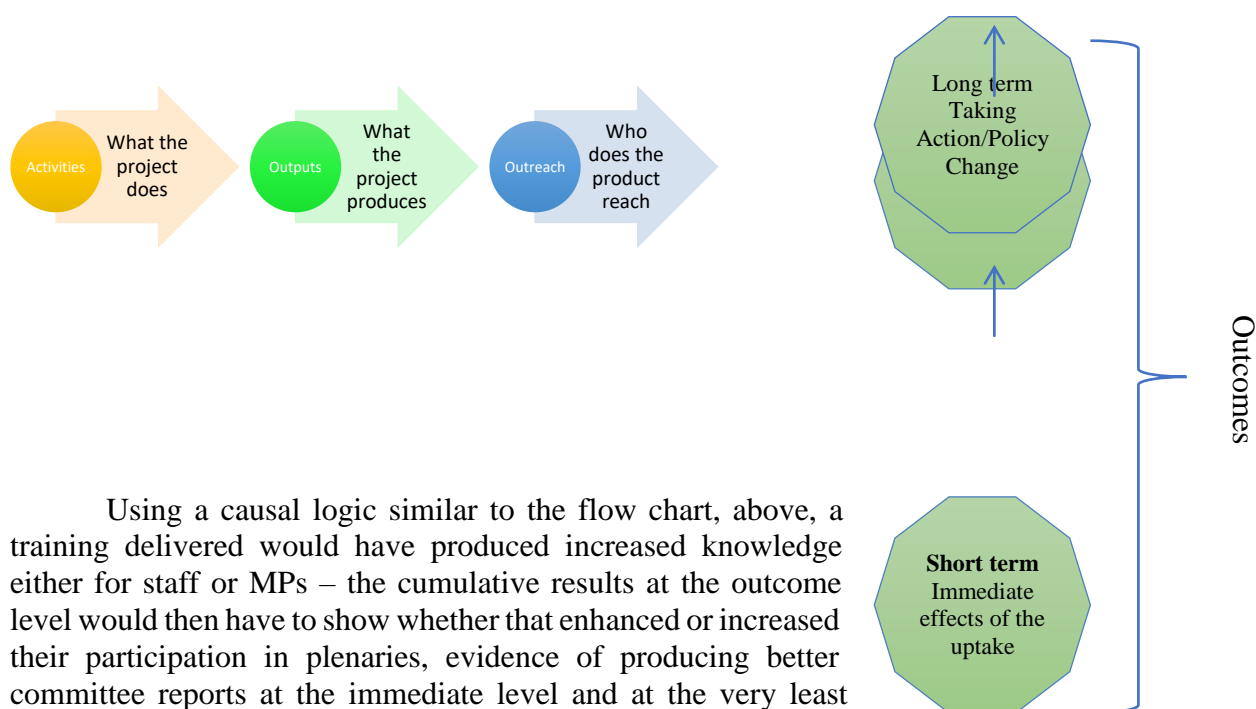 Activities
What the
project
does
Outputs
What
the
project
produces
Outreach
Who
does the
product
reach
Long term
Taking
Action/Policy
Change
Outcomes
Using a causal logic similar to the flow chart, above, a
training delivered would have produced increased knowledge
either for staff or MPs – the cumulative results at the outcome
level would then have to show whether that enhanced or increased
their participation in plenaries, evidence of producing better
committee reports at the immediate level and at the very least
Short term
Immediate
effects of the
uptake